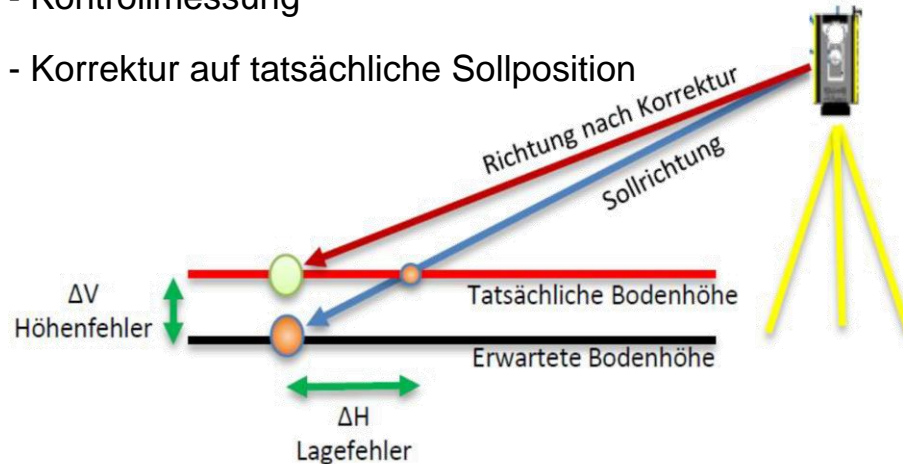 - Kontrollmessung
- Korrektur auf tatsächliche Sollposition
Richtung nach Korrektur
Sollrichtung
ΔV
Höhenfehler
Tatsächliche Bodenhöhe
Erwartete Bodenhöhe
ΔH
Lagefehler